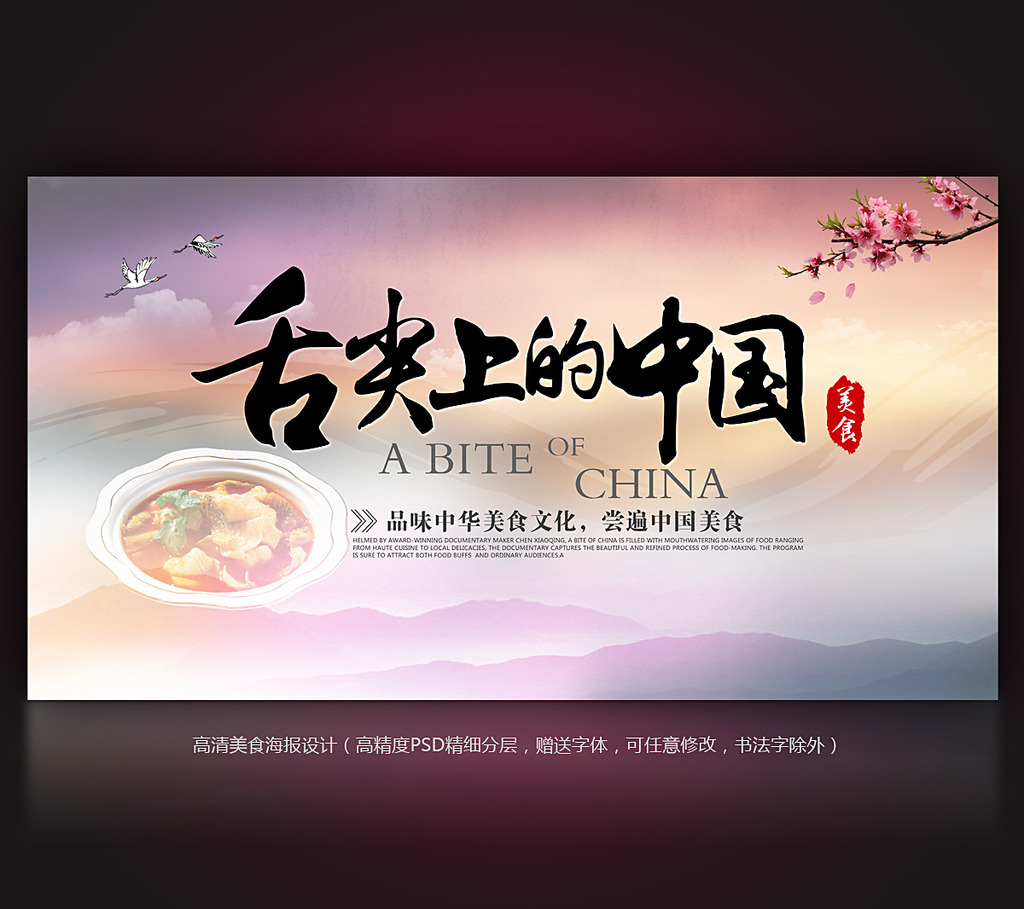 舌尖上的中国
美食
A BITE OF
CHINA
品味中华美食文化，尝遍中国美食
HELMED BY AWARD-WINNING DOCUMENTARY MAKER CHEN XIAOQING, A BITE OF CHINA IS FILLED WITH MOUTHWATERING IMAGES OF FOOD RANGING
FROM HAUTE CUISINE TO LOCAL DELICACIES, THE DOCUMENTARY CAPTURES THE BEAUTIFUL AND REFINED PROCESS OF FOOD-MAKING. THE PROGRAM
IS SURE TO ATTRACT BOTH FOOD BUFFS AND ORDINARY AUDIENCES.A
高清美食海报设计（高精度PSD精细分层，赠送字体，可任意修改，书法字除外）